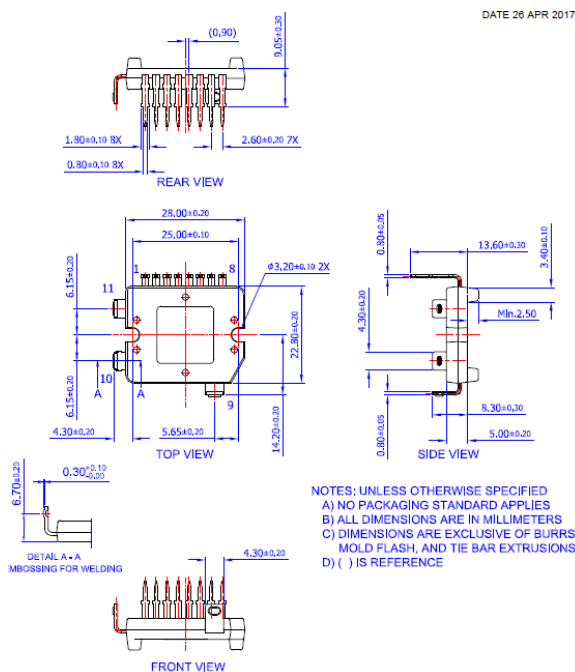 DATE 26 APR 2017
(0,90)
9.05±0.30
1.80±0,10 8X
2.60±0,20 7X
0.80±0,10 8X
REAR VIEW
28.00±0.20
25.00±0.10
1
8
ø3,20±0,10 2X
11
6.15±0,20
22.80±0,20
6.15±0,20
10
A
A
9
14.20±0,20
4.30±0,20
5.65±0,20
TOP VIEW
0.80±0,05
13.60±0,30
3.40±0,10
Min.2.50
4.30±0,20
0.80±0,05
8.30±0,30
5.00±0,20
SIDE VIEW
6.70±0,20
0.30+0,10 -0,00
DETAIL A-A
MBOSSING FOR WELDING
NOTES: UNLESS OTHERWISE SPECIFIED
A) NO PACKAGING STANDARD APPLIES
B) ALL DIMENSIONS ARE IN MILLIMETERS
C) DIMENSIONS ARE EXCLUSIVE OF BURRS
MOLD FLASH, AND TIE BAR EXTRUSIONS
D) ( ) IS REFERENCE
4.30±0,20
FRONT VIEW